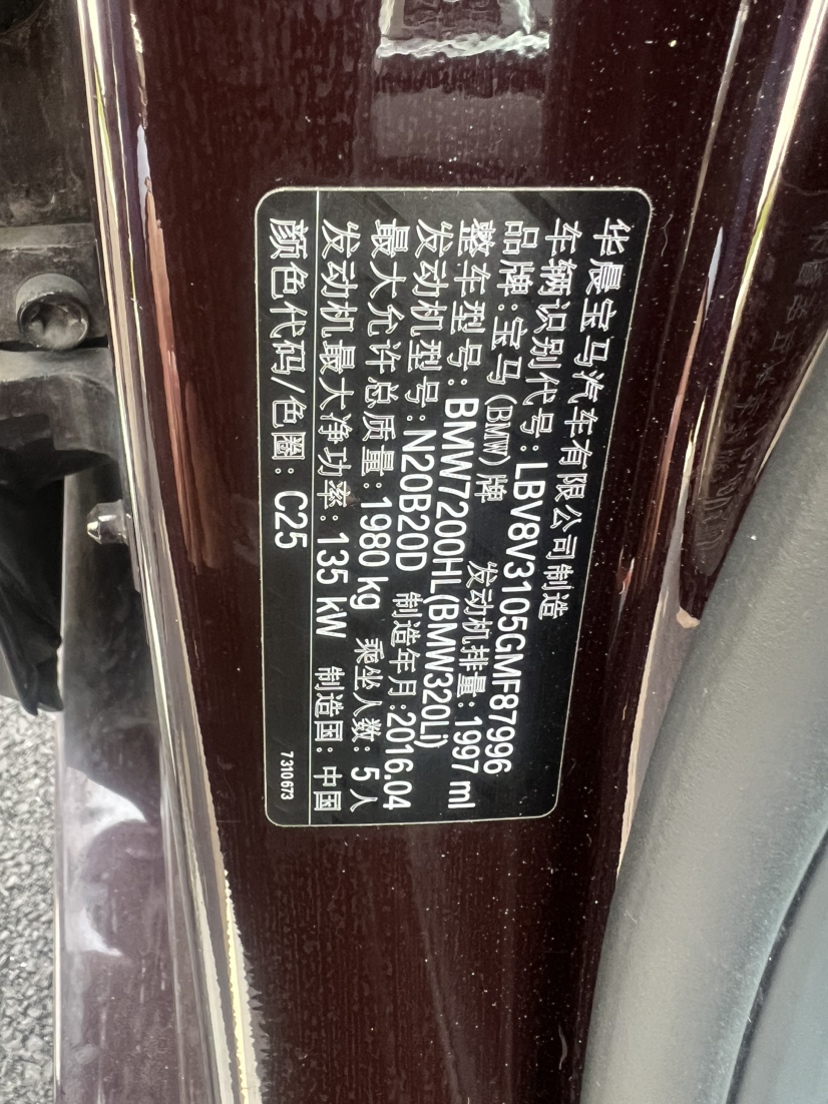 华晨宝马汽车有限公司制造
车辆识别代号:LBV8V3105GMF87996
品牌:宝马(BMW)牌 发动机排量:1997 ml
整车型号:BMW7200HL(BMW320Li)
发动机型号:N20B20D 制造年月:2016.04
最大允许总质量:1980 kg 乘坐人数:5人
发动机最大净功率:135 kW 制造国:中国
颜色代码/色圈:C25 7310673